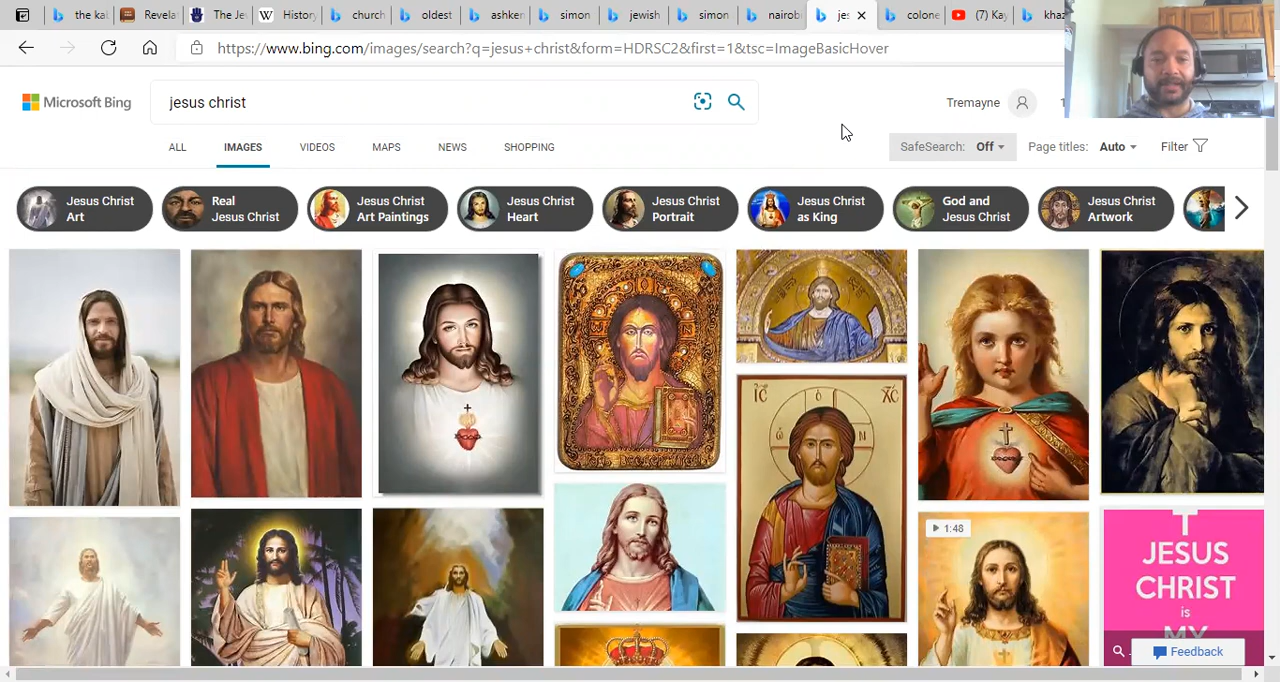 the ka
Revela
The Je
History
church
oldest
ashken
simon
jewish
simon
nairob
jes
colone
(7) Kay
khaz
https://www.bing.com/images/search?q=jesus+christ&form=HDRSC2&first=1&tsc=ImageBasicHover
Microsoft Bing
jesus christ
Tremayne
ALL
IMAGES
VIDEOS
MAPS
NEWS
SHOPPING
SafeSearch: Off
Page titles: Auto
Filter
Jesus Christ
Art
Real
Jesus Christ
Jesus Christ
Art Paintings
Jesus Christ
Heart
Jesus Christ
Portrait
Jesus Christ
as King
God and
Jesus Christ
Jesus Christ
Artwork
1:48
JESUS
CHRIST
is
MY
Feedback